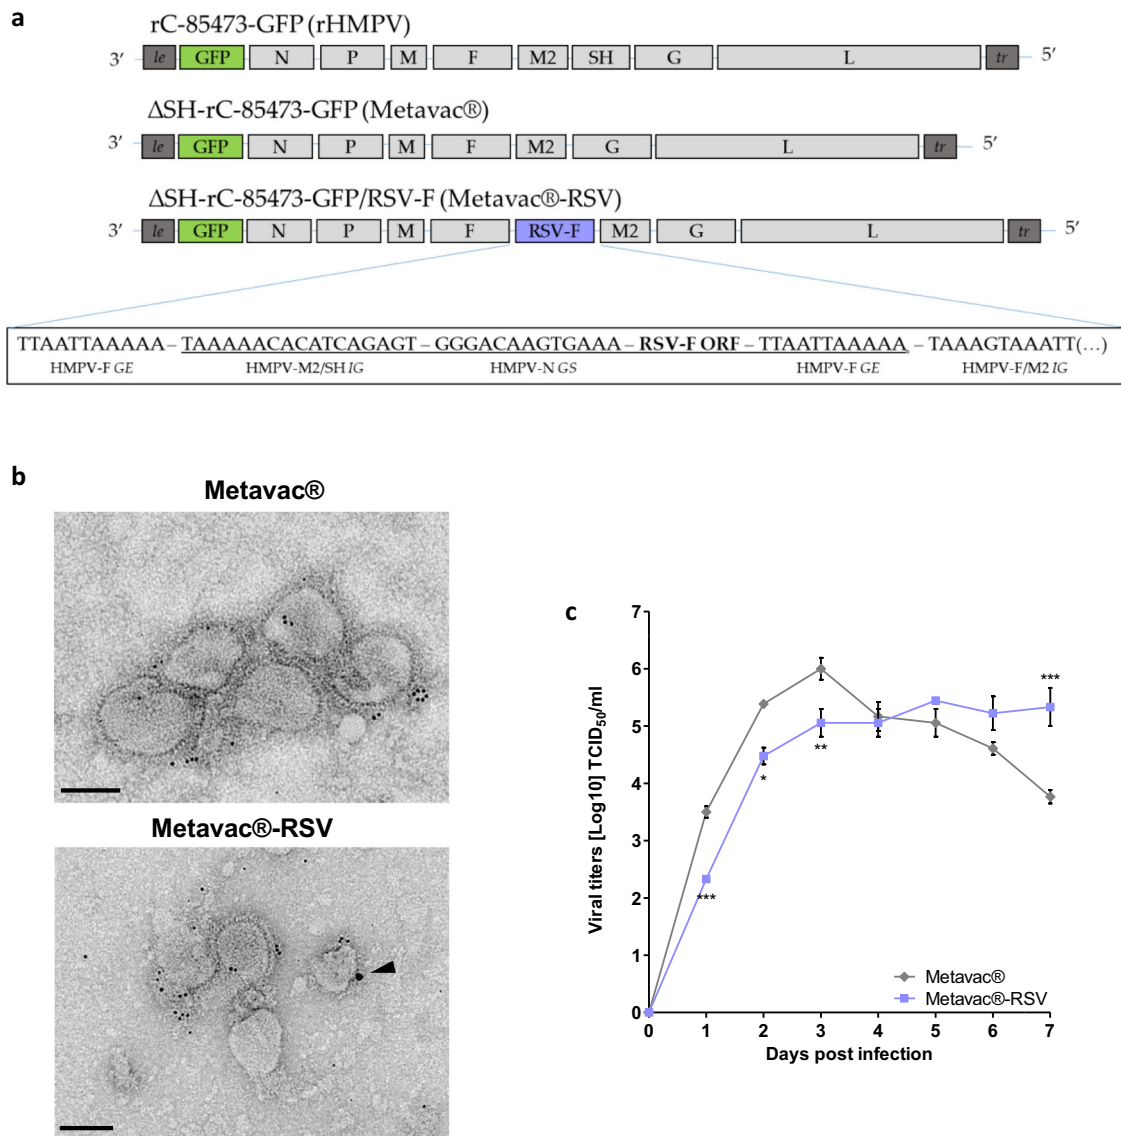 a
rC-85473-GFP (rHMPV)
3′ le GFP N P M F M2 SH G L tr 5′
ΔSH-rC-85473-GFP (Metavac®)
3′ le GFP N P M F M2 G L tr 5′
ΔSH-rC-85473-GFP/RSV-F (Metavac®-RSV)
3′ le GFP N P M F RSV-F M2 G L tr 5′
TTAATTAAAAA – TAAAAACACATCAGAGT – GGGACAAGTGAAA – RSV-F ORF – TTAATTAAAAA – TAAAGTAAATT(...)
HMPV-F GE HMPV-M2/SH IG HMPV-N GS HMPV-F GE HMPV-F/M2 IG
b
Metavac®
Metavac®-RSV
c
Viral titers [Log10] TCID50/ml
7
6
5
4
3
2
1
0
***
*
**
***
Metavac®
Metavac®-RSV
0 1 2 3 4 5 6 7
Days post infection